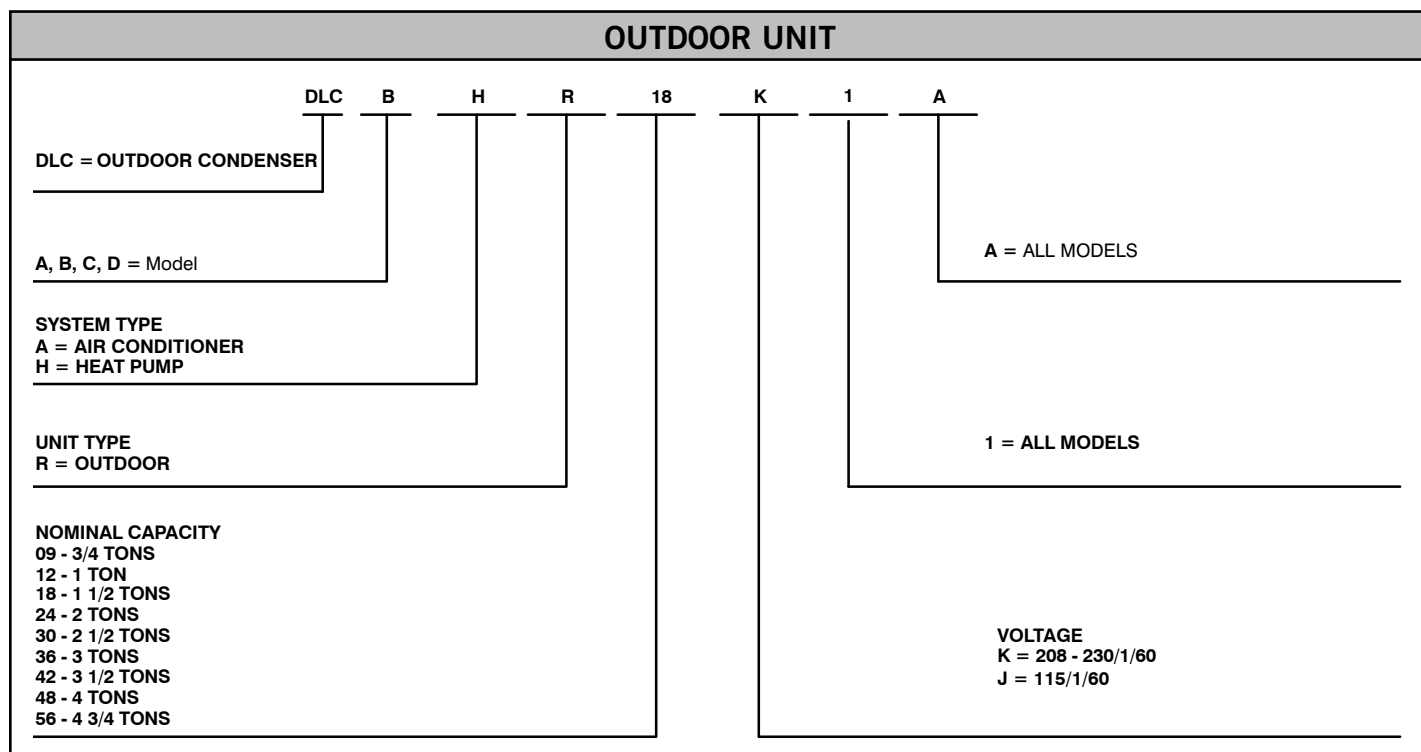 OUTDOOR UNIT
DLC B H R 18 K 1 A
DLC = OUTDOOR CONDENSER
A, B, C, D = Model
A = ALL MODELS
SYSTEM TYPE
A = AIR CONDITIONER
H = HEAT PUMP
UNIT TYPE
R = OUTDOOR
1 = ALL MODELS
NOMINAL CAPACITY
09 - 3/4 TONS
12 - 1 TON
18 - 1 1/2 TONS
24 - 2 TONS
30 - 2 1/2 TONS
36 - 3 TONS
42 - 3 1/2 TONS
48 - 4 TONS
56 - 4 3/4 TONS
VOLTAGE
K = 208 - 230/1/60
J = 115/1/60